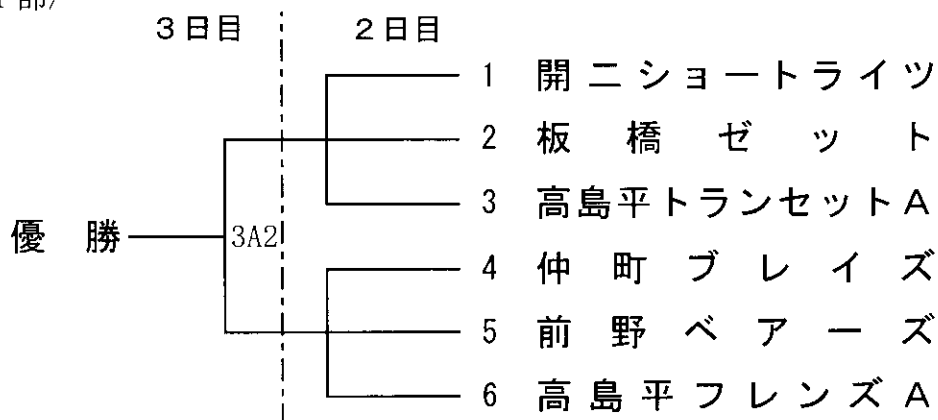 3日目 2日目
1 開二ショートライツ
2 板橋ゼット
3 高島平トランセットA
優勝 3A2
4 仲町ブレイズ
5 前野ベアーズ
6 高島平フレンズA